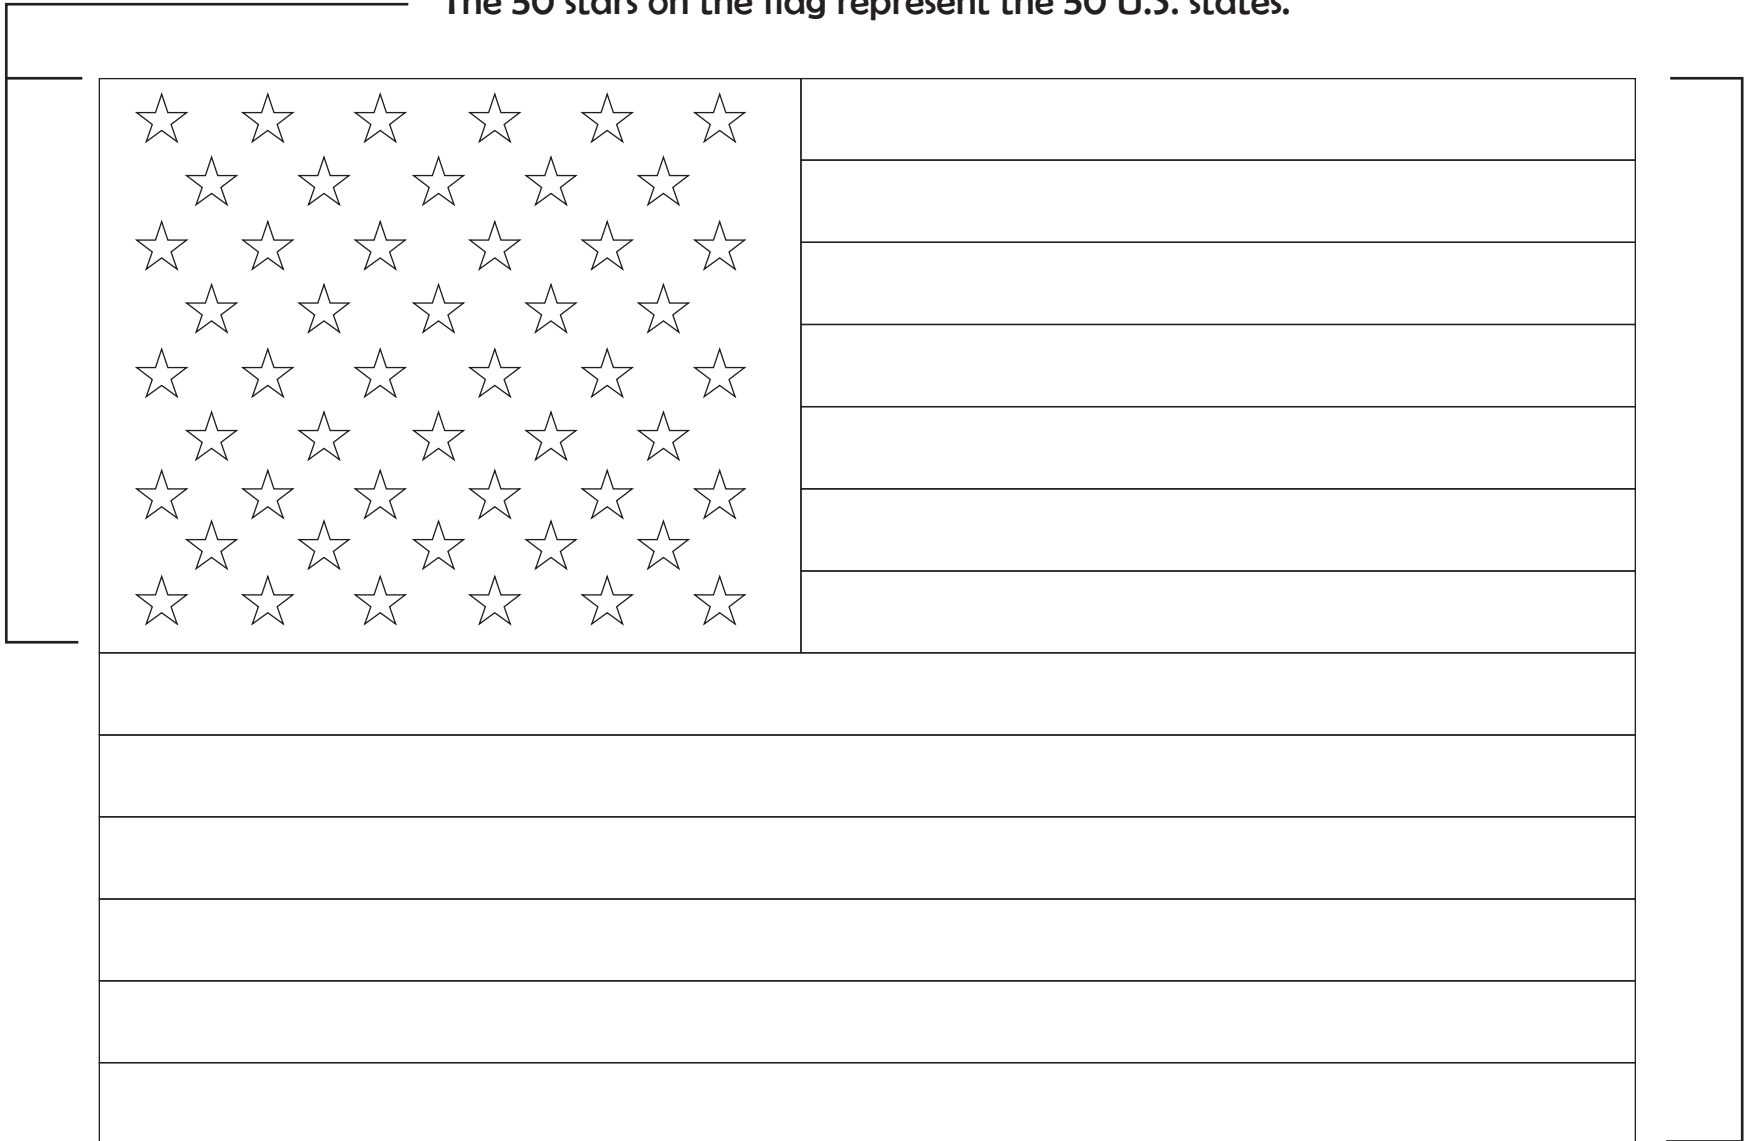 The 50 stars on the flag represent the 50 U.S. states.